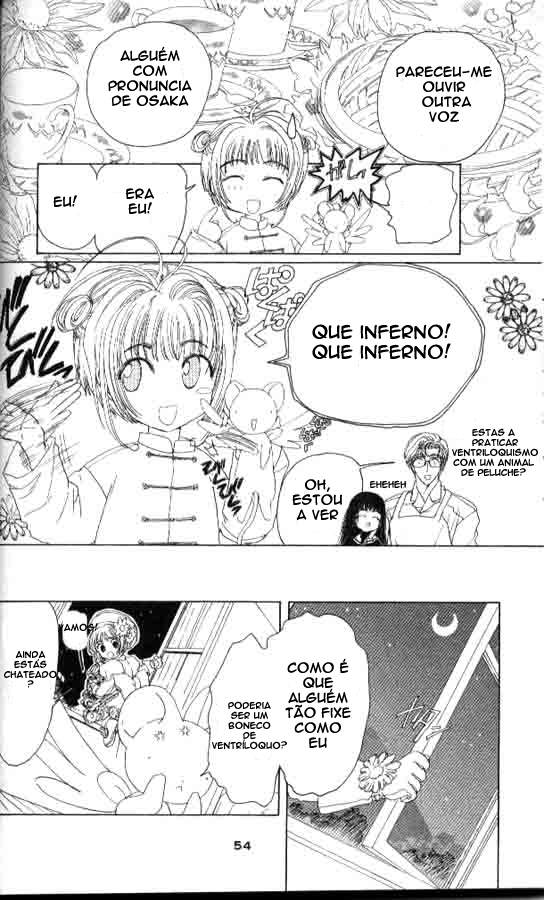 PARECEU-ME
OUVIR
OUTRA
VOZ
ALGUÉM
COM
PRONUNCIA
DE OSAKA
ERA
EU!
EU!
QUE INFERNO!
QUE INFERNO!
ESTAS A
PRATICAR
VENTRILOQUISMO
COM UM ANIMAL
DE PELUCHE?
EHEHEH
OH,
ESTOU
A VER
COMO É
QUE
ALGUÉM
TÃO FIXE
COMO
EU
PODERIA
SER UM
BONECO
DE
VENTRÍLOQUO?
VAMOS!
AINDA
ESTÁS
CHATEADO
?
54